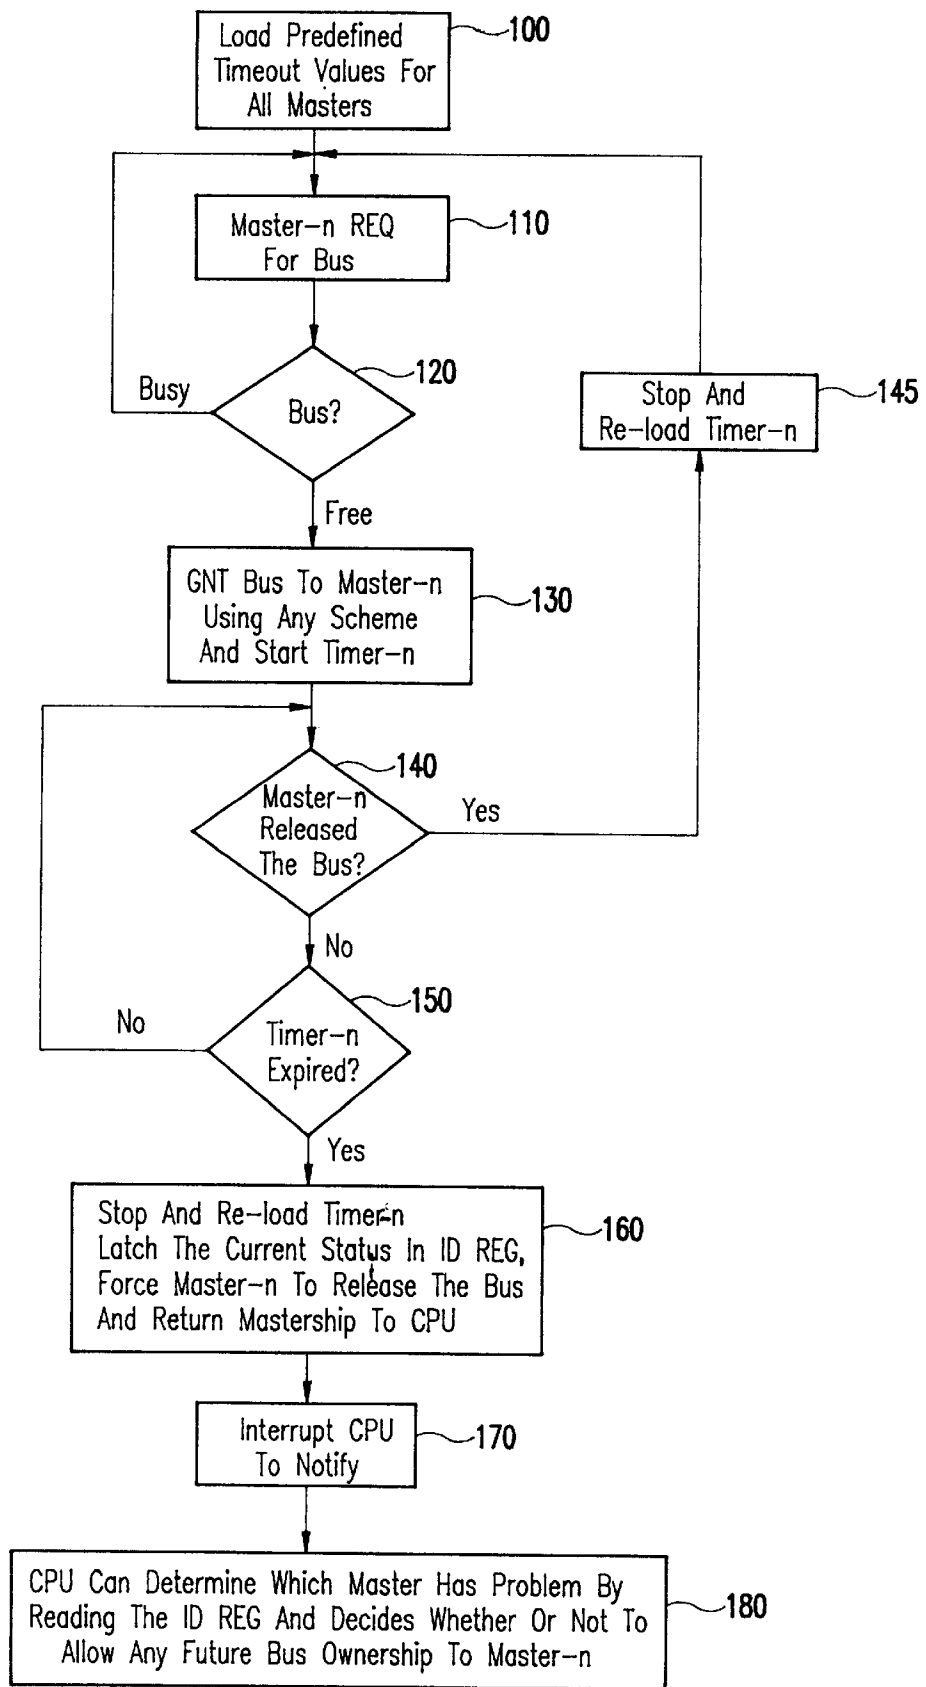 Load Predefined
Timeout Values For
All Masters
100
Master-n REQ
For Bus
110
Bus?
120
Busy
Free
Stop And
Re-load Timer-n
145
GNT Bus To Master-n
Using Any Scheme
And Start Timer-n
130
Master-n
Released
The Bus?
140
Yes
No
Timer-n
Expired?
150
No
Yes
Stop And Re-load Timer-n
Latch The Current Status In ID REG,
Force Master-n To Release The Bus
And Return Mastership To CPU
160
Interrupt CPU
To Notify
170
CPU Can Determine Which Master Has Problem By
Reading The ID REG And Decides Whether Or Not To
Allow Any Future Bus Ownership To Master-n
180